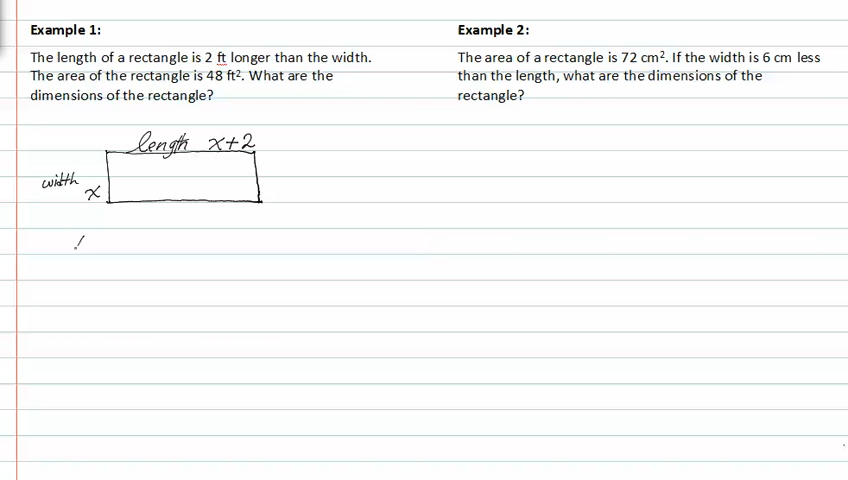 Example 1:
The length of a rectangle is 2 ft longer than the width.
The area of the rectangle is 48 ft². What are the
dimensions of the rectangle?
length x+2
width
x
Example 2:
The area of a rectangle is 72 cm². If the width is 6 cm less
than the length, what are the dimensions of the
rectangle?